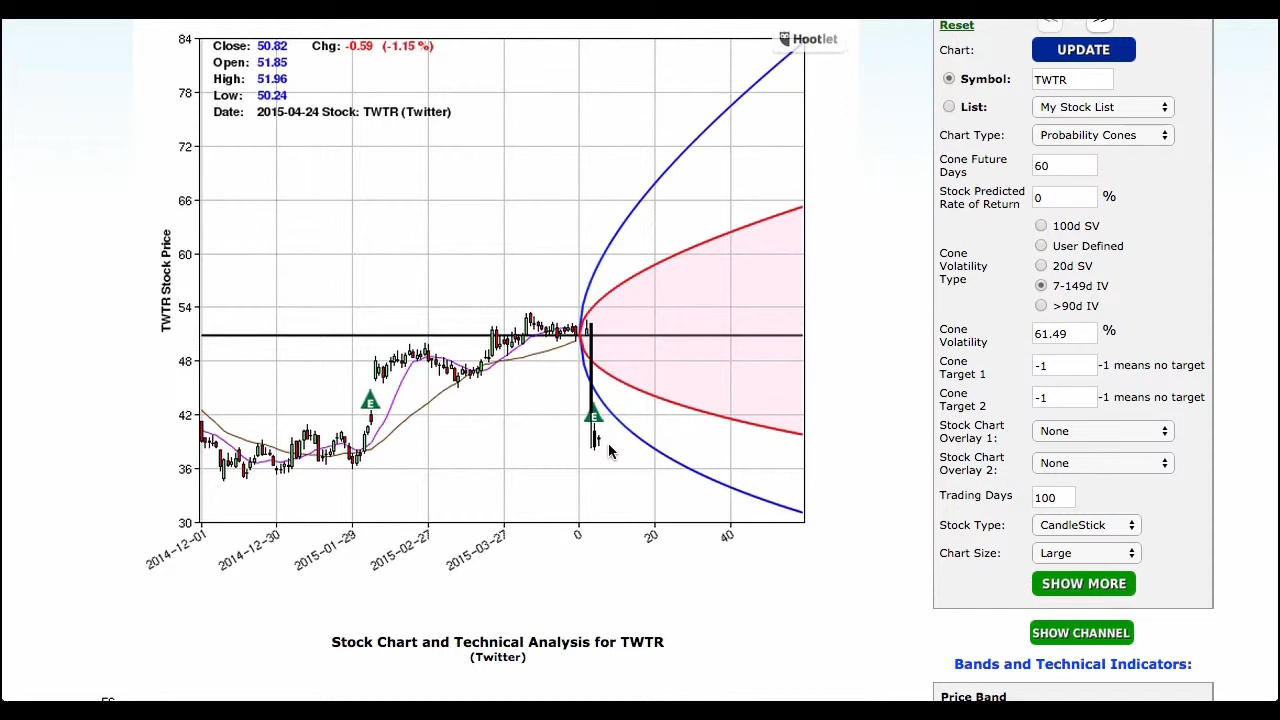 84
78
72
66
60
54
48
42
36
30
TWTR Stock Price
Close: 50.82 Chg: -0.59 (-1.15 %)
Open: 51.85
High: 51.96
Low: 50.24
Date: 2015-04-24 Stock: TWTR (Twitter)
Hootlet
E
E
2014-12-01
2014-12-30
2015-01-29
2015-02-27
2015-03-27
0
20
40
Stock Chart and Technical Analysis for TWTR
(Twitter)
Reset
<<
>>
Chart:
UPDATE
Symbol:
TWTR
List:
My Stock List
Chart Type:
Probability Cones
Cone Future
Days
60
Stock Predicted
Rate of Return
0
%
Cone
Volatility
Type
100d SV
User Defined
20d SV
7-149d IV
>90d IV
Cone
Volatility
61.49
%
Cone
Target 1
-1
-1 means no target
Cone
Target 2
-1
-1 means no target
Stock Chart
Overlay 1:
None
Stock Chart
Overlay 2:
None
Trading Days
100
Stock Type:
CandleStick
Chart Size:
Large
SHOW MORE
SHOW CHANNEL
Bands and Technical Indicators:
Price Band